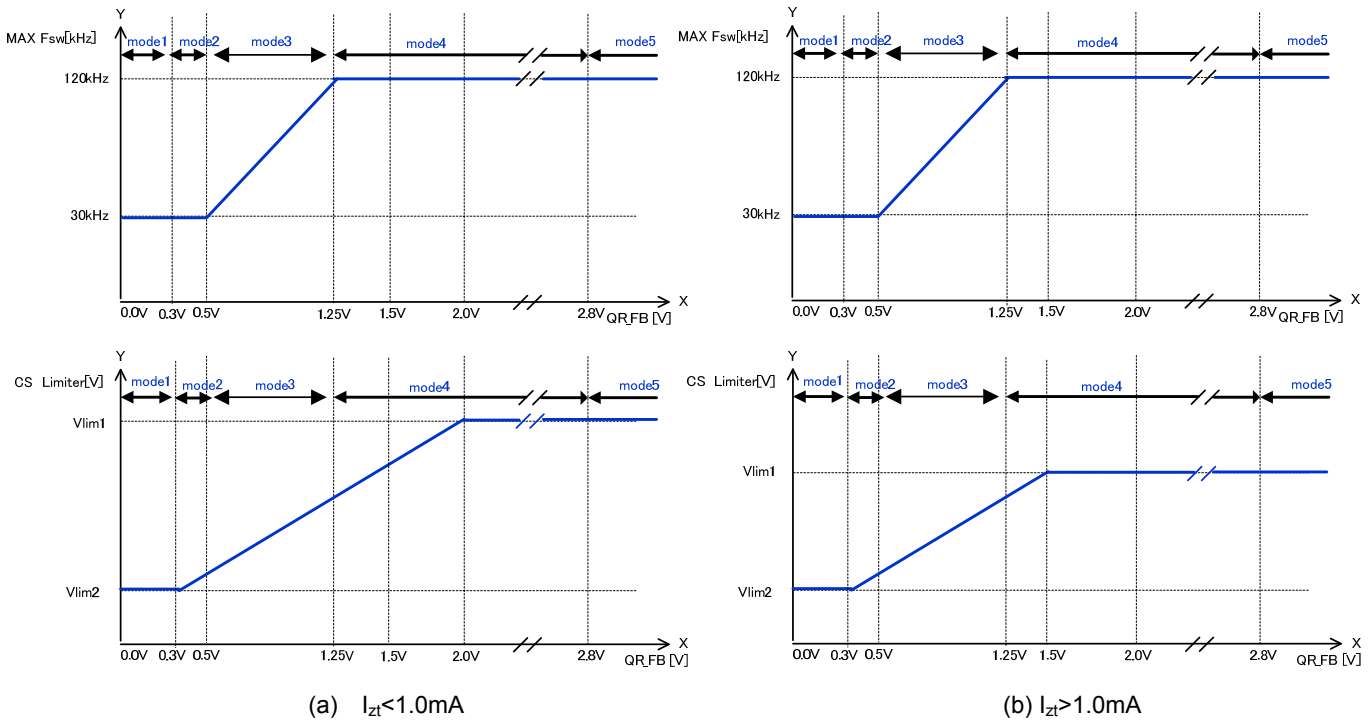 Y
MAX Fsw[kHz]
mode1
mode2
mode3
mode4
mode5
120kHz
30kHz
X
0.0V
0.3V
0.5V
1.25V
1.5V
2.0V
2.8V
QR_FB [V]
Y
MAX Fsw[kHz]
mode1
mode2
mode3
mode4
mode5
120kHz
30kHz
X
0.0V
0.3V
0.5V
1.25V
1.5V
2.0V
2.8V
QR_FB [V]
Y
CS Limiter[V]
mode1
mode2
mode3
mode4
mode5
Vlim1
Vlim2
X
0.0V
0.3V
0.5V
1.25V
1.5V
2.0V
2.8V
QR_FB [V]
Y
CS Limiter[V]
mode1
mode2
mode3
mode4
mode5
Vlim1
Vlim2
X
0.0V
0.3V
0.5V
1.25V
1.5V
2.0V
2.8V
QR_FB [V]
(a) Izt<1.0mA
(b) Izt>1.0mA